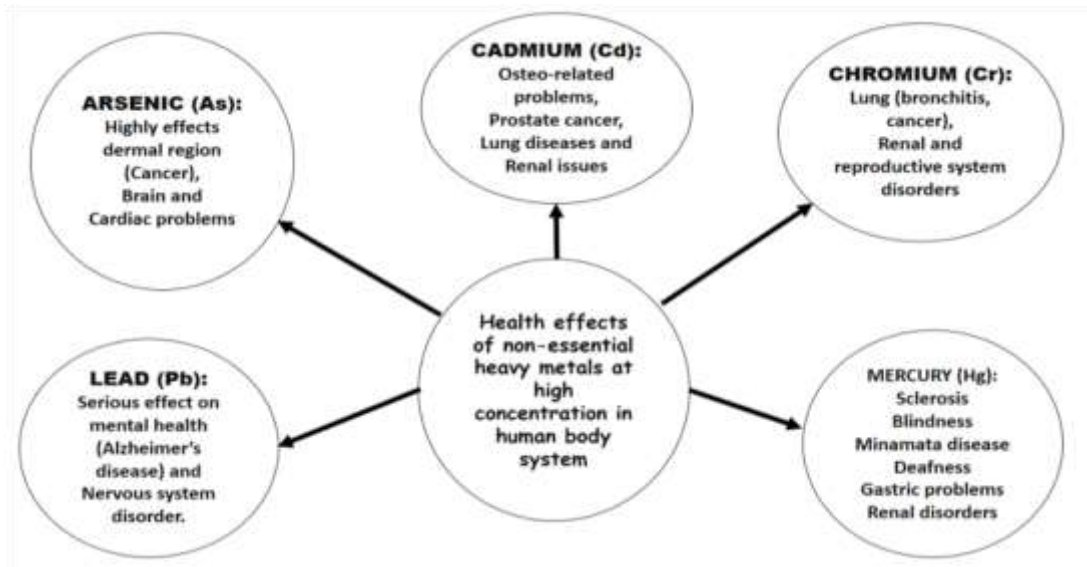 CADMIUM (Cd):
Osteo-related
problems,
Prostate cancer,
Lung diseases and
Renal issues
ARSENIC (As):
Highly effects
dermal region
(Cancer),
Brain and
Cardiac problems
CHROMIUM (Cr):
Lung (bronchitis,
cancer),
Renal and
reproductive system
disorders
Health effects
of non-essential
heavy metals at
high
concentration in
human body
system
LEAD (Pb):
Serious effect on
mental health
(Alzheimer's
disease) and
Nervous system
disorder.
MERCURY (Hg):
Sclerosis
Blindness
Minamata disease
Deafness
Gastric problems
Renal disorders